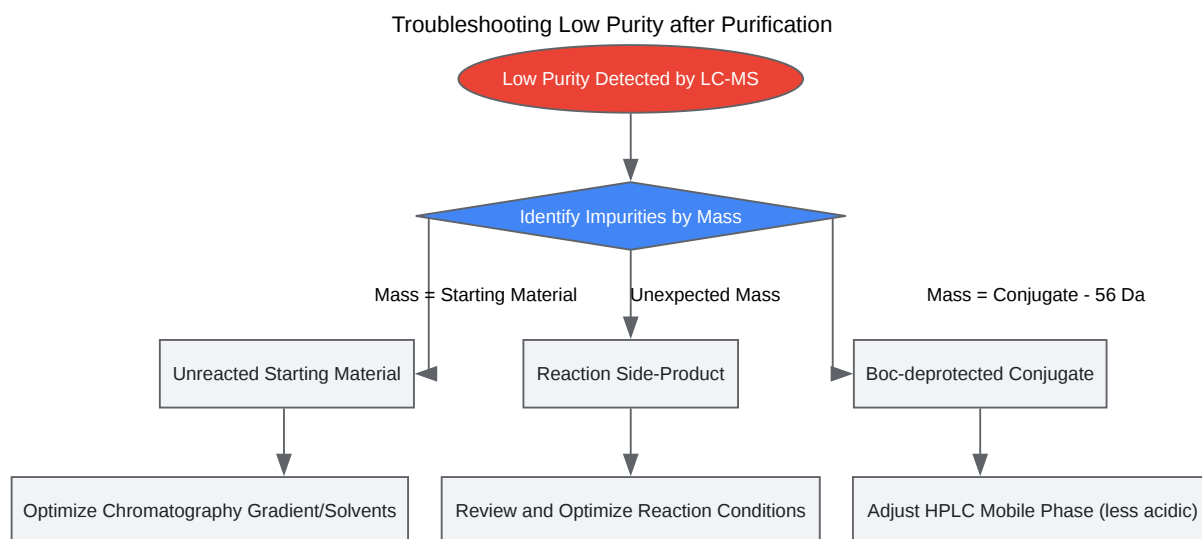 Troubleshooting Low Purity after Purification
Low Purity Detected by LC-MS
Identify Impurities by Mass
Mass = Starting Material
Unexpected Mass
Mass = Conjugate - 56 Da
Unreacted Starting Material
Reaction Side-Product
Boc-deprotected Conjugate
Optimize Chromatography Gradient/Solvents
Review and Optimize Reaction Conditions
Adjust HPLC Mobile Phase (less acidic)